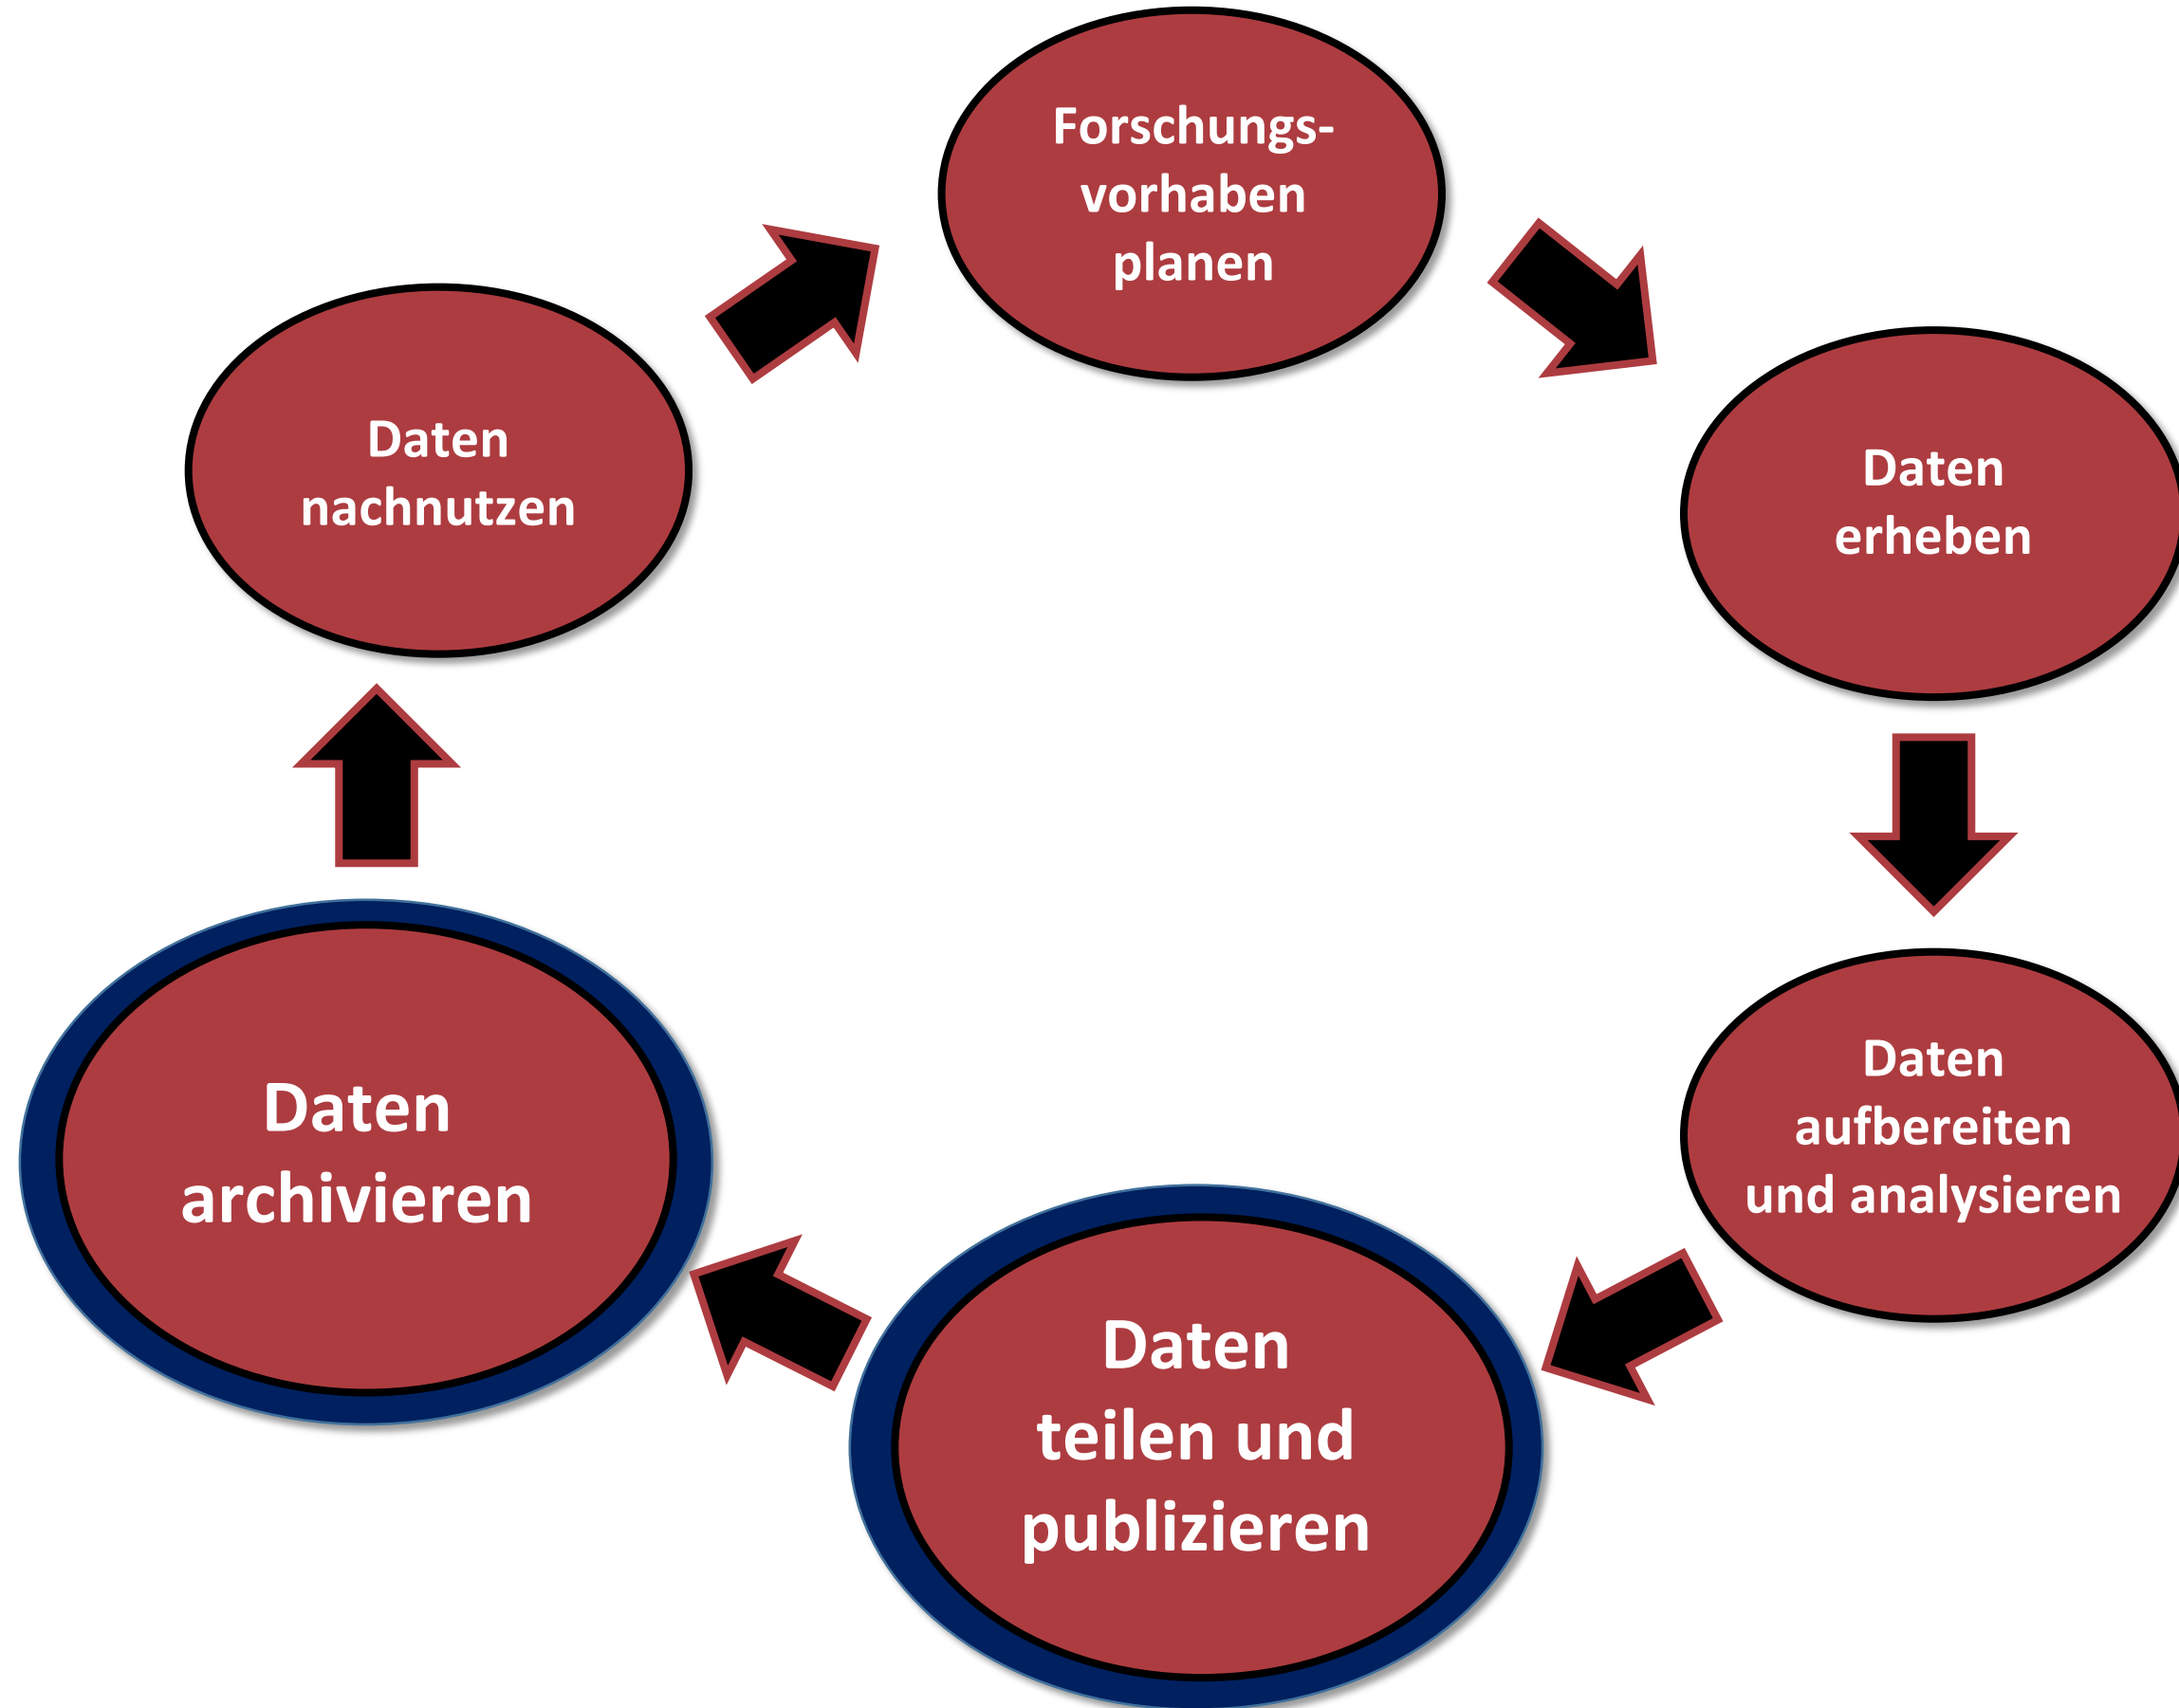 Forschungs-
vorhaben
planen
Daten
erheben
Daten
aufbereiten
und analysieren
Daten
teilen und
publizieren
Daten
archivieren
Daten
nachnutzen